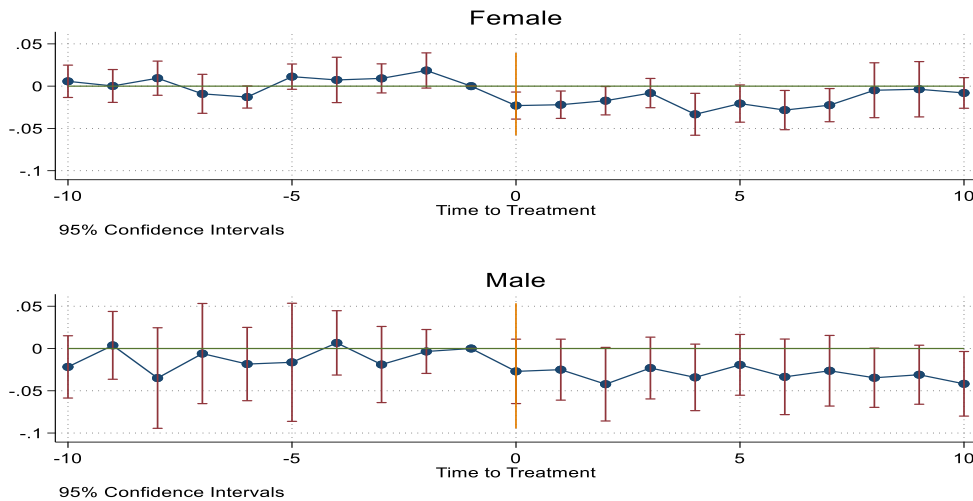 Female
.05
0
-.05
-.1
-10 -5 0 5 10
Time to Treatment
95% Confidence Intervals
Male
.05
0
-.05
-.1
-10 -5 0 5 10
Time to Treatment
95% Confidence Intervals